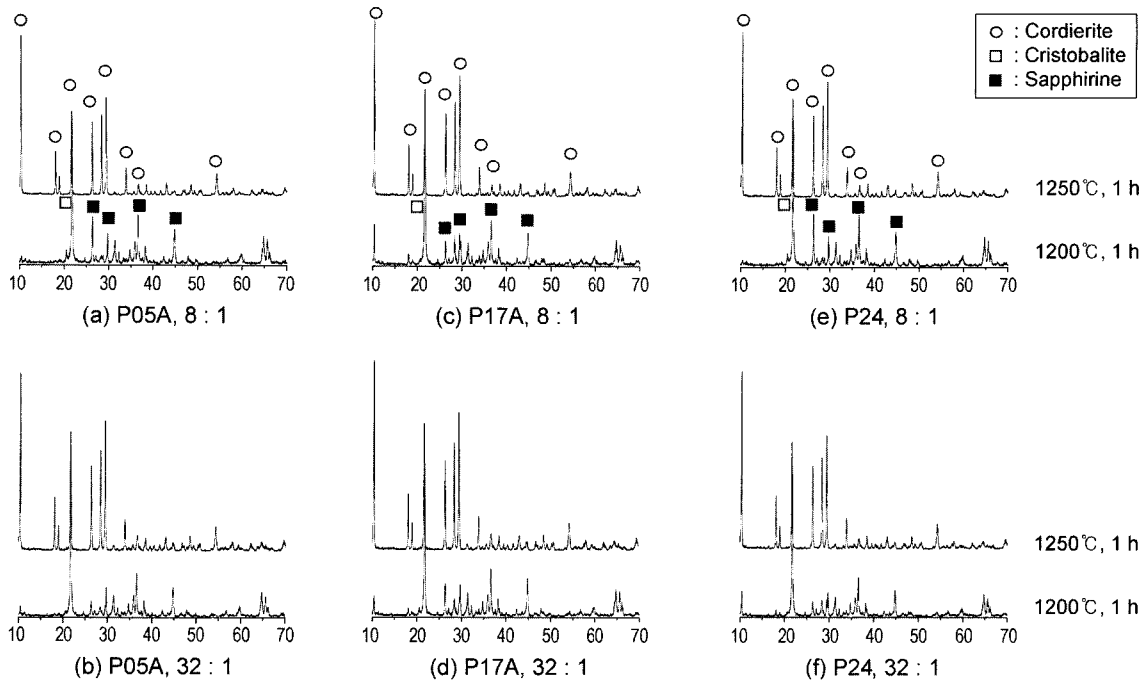 ○ : Cordierite
□ : Cristobalite
■ : Sapphirine
1250℃, 1 h
1200℃, 1 h
10 20 30 40 50 60 70
10 20 30 40 50 60 70
10 20 30 40 50 60 70
(a) P05A, 8 : 1
(c) P17A, 8 : 1
(e) P24, 8 : 1
1250℃, 1 h
1200℃, 1 h
10 20 30 40 50 60 70
10 20 30 40 50 60 70
10 20 30 40 50 60 70
(b) P05A, 32 : 1
(d) P17A, 32 : 1
(f) P24, 32 : 1